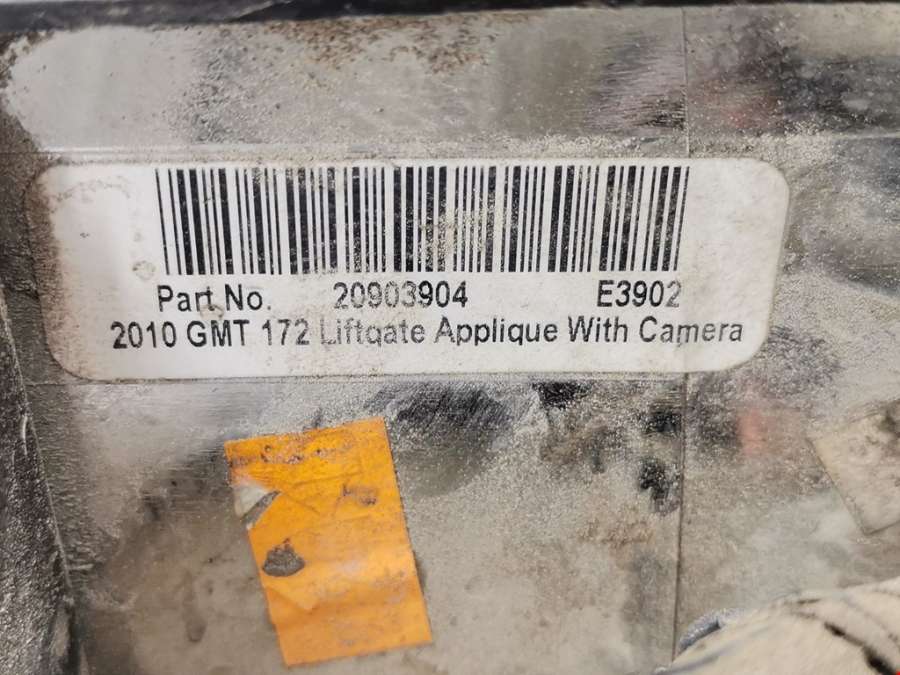 Part No. 20903904 E3902
2010 GMT 172 Liftgate Applique With Camera